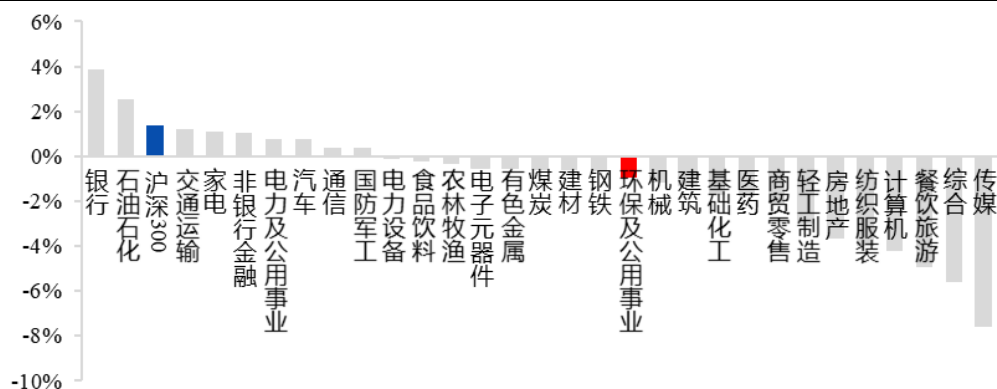 6%
4%
2%
0%
-2%
-4%
-6%
-8%
-10%
银行
石油石化
沪深300
交通运输
家电
非银行金融
电力及公用事业
汽车
通信
国防军工
电力设备
食品饮料
农林牧渔
电子元器件
有色金属
煤炭
建材
钢铁
环保及公用事业
机械
建筑
基础化工
医药
商贸零售
轻工制造
房地产
纺织服装
计算机
餐饮旅游
综合
传媒